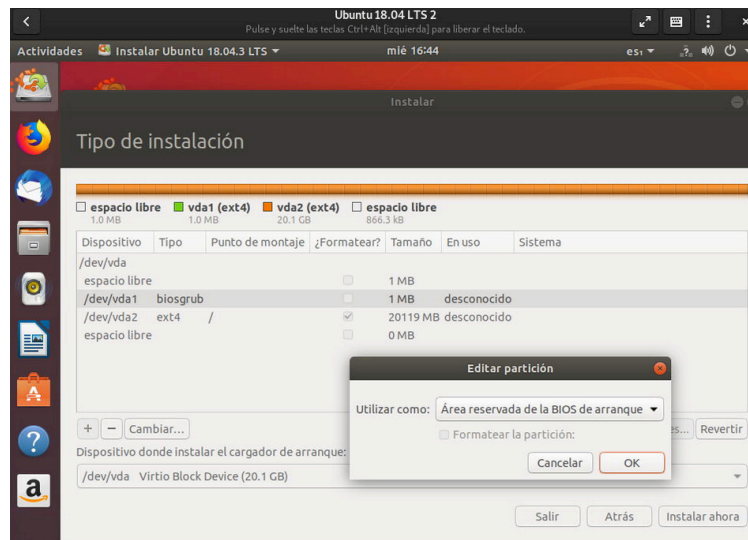 Ubuntu 18.04 LTS 2
Pulse y suelte las teclas Ctrl+Alt [izquierda] para liberar el teclado.
Actividades Instalar Ubuntu 18.04.3 LTS mié 16:44 es₁
Instalar
Tipo de instalación
espacio libre vda1 (ext4) vda2 (ext4) espacio libre
1.0 MB 1.0 MB 20.1 GB 866.3 kB
Dispositivo Tipo Punto de montaje ¿Formatear? Tamaño En uso Sistema
/dev/vda
espacio libre 1 MB
/dev/vda1 biosgrub 1 MB desconocido
/dev/vda2 ext4 / 20119 MB desconocido
espacio libre 0 MB
Editar partición
Utilizar como: Área reservada de la BIOS de arranque
Formatear la partición:
Cancelar OK
+ − Cambiar... es... Revertir
Dispositivo donde instalar el cargador de arranque:
/dev/vda Virtio Block Device (20.1 GB)
Salir Atrás Instalar ahora